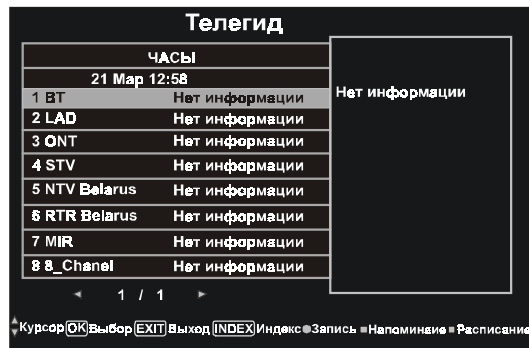 Телегид
ЧАСЫ
21 Мар 12:58
1 BT Нет информации
Нет информации
2 LAD Нет информации
3 ONT Нет информации
4 STV Нет информации
5 NTV Belarus Нет информации
6 RTR Belarus Нет информации
7 MIR Нет информации
8 8_Chanel Нет информации
1 / 1
Курсор OK Выбор EXIT Выход INDEX Индекс Запись Напоминаие Расписание